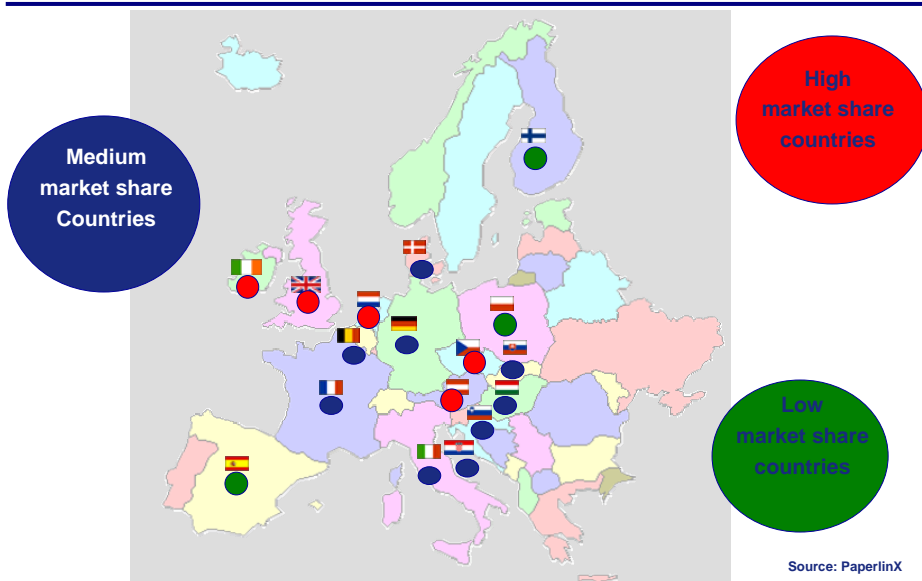 High
market share
countries
Medium
market share
Countries
Low
market share
countries
Source: PaperlinX